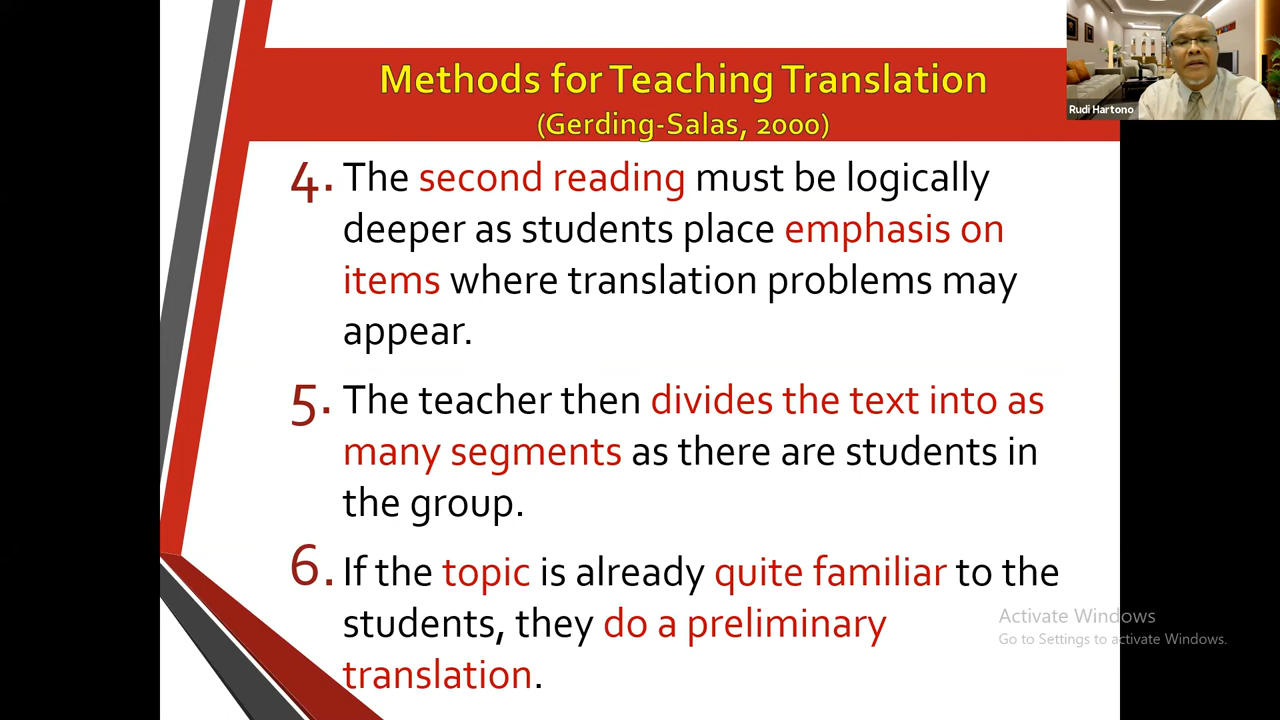 Methods for Teaching Translation
(Gerding-Salas, 2000)
Rudi Hartono
4. The second reading must be logically
deeper as students place emphasis on
items where translation problems may
appear.
5. The teacher then divides the text into as
many segments as there are students in
the group.
6. If the topic is already quite familiar to the
students, they do a preliminary
translation.
Activate Windows
Go to Settings to activate Windows.